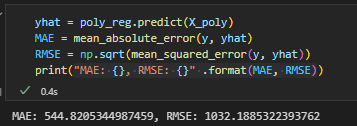 yhat = poly_reg.predict(X_poly)
MAE = mean_absolute_error(y, yhat)
RMSE = np.sqrt(mean_squared_error(y, yhat))
print("MAE: {}, RMSE: {}" .format(MAE, RMSE))
0.4s
MAE: 544.8205344987459, RMSE: 1032.1885322393762